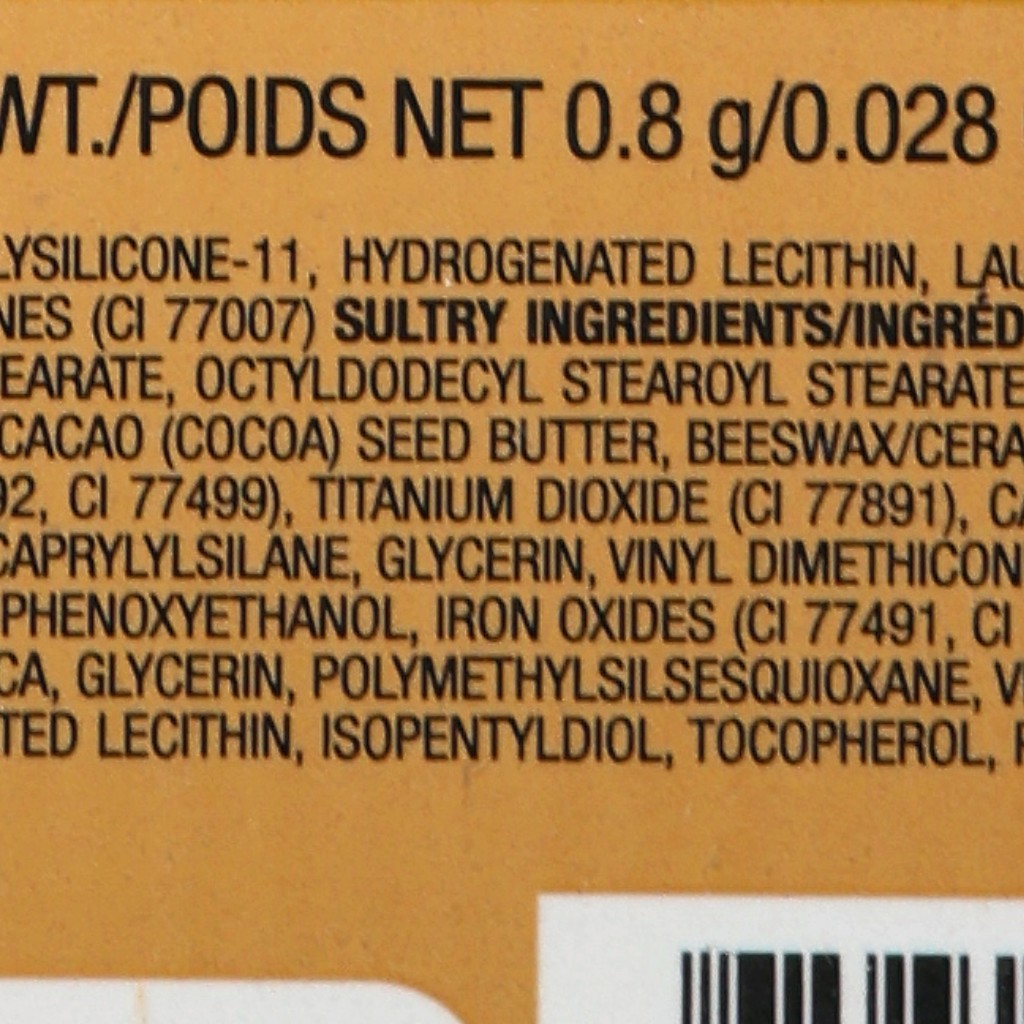 WT./POIDS NET 0.8 g/0.028
LYSILICONE-11, HYDROGENATED LECITHIN, LAU
NES (CI 77007) SULTRY INGREDIENTS/INGRÉD
EARATE, OCTYLDODECYL STEAROYL STEARATE
CACAO (COCOA) SEED BUTTER, BEESWAX/CERA
92, CI 77499), TITANIUM DIOXIDE (CI 77891), CA
CAPRYLYLSILANE, GLYCERIN, VINYL DIMETHICON
PHENOXYETHANOL, IRON OXIDES (CI 77491, CI
CA, GLYCERIN, POLYMETHYLSILSESQUIOXANE,
TED LECITHIN, ISOPENTYLDIOL, TOCOPHEROL,